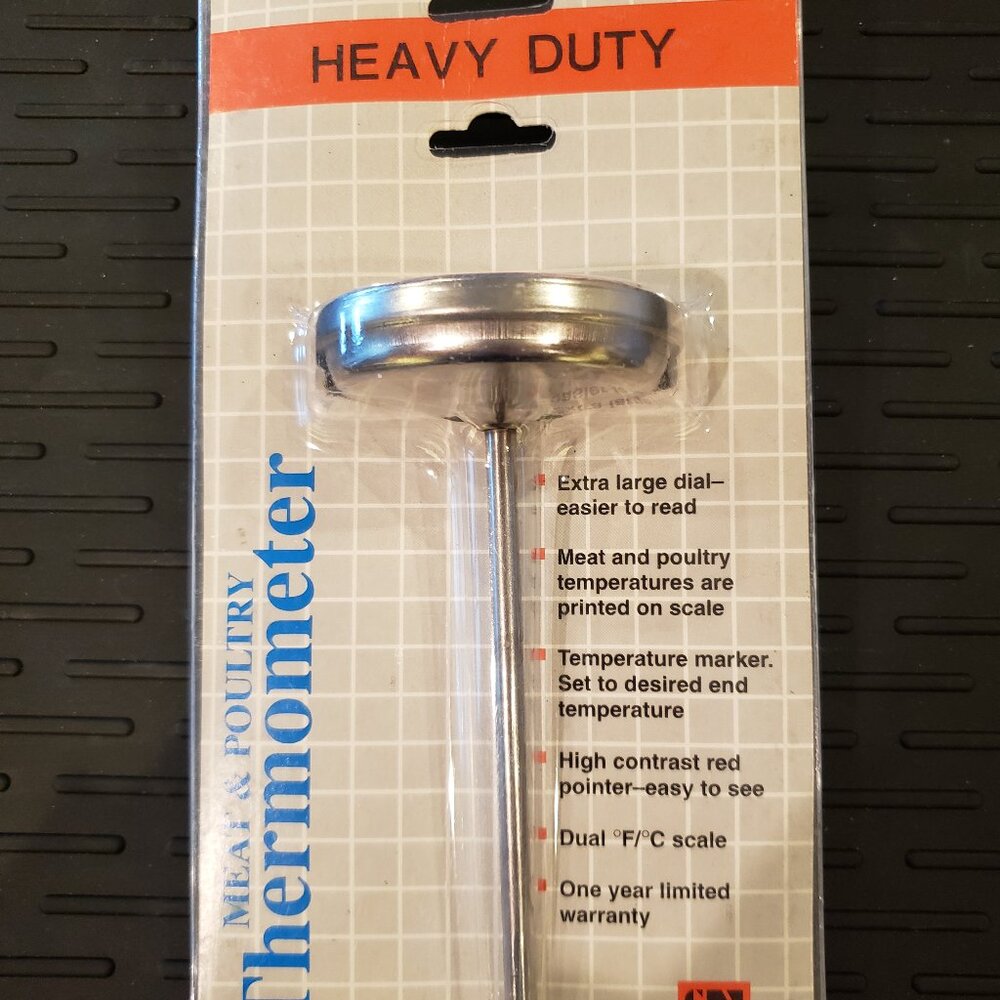 HEAVY DUTY
MEAT & POULTRY
Thermometer
Extra large dial–
easier to read
Meat and poultry
temperatures are
printed on scale
Temperature marker.
Set to desired end
temperature
High contrast red
pointer–easy to see
Dual °F/°C scale
One year limited
warranty